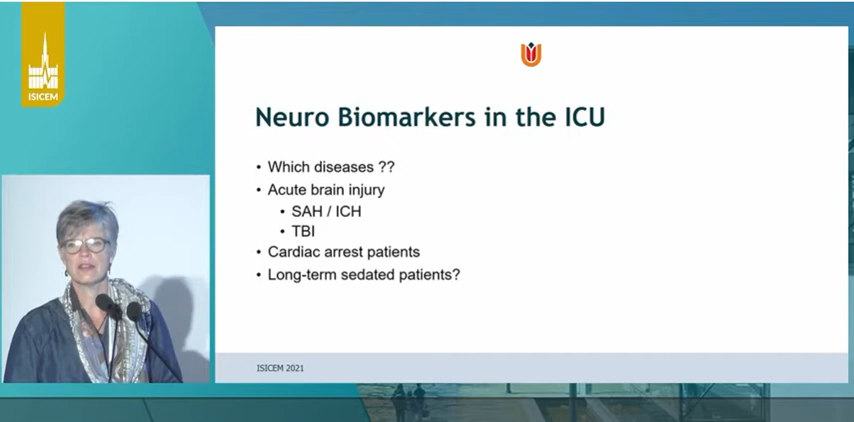 ISICEM
Neuro Biomarkers in the ICU
• Which diseases ??
• Acute brain injury
• SAH / ICH
• TBI
• Cardiac arrest patients
• Long-term sedated patients?
ISICEM 2021